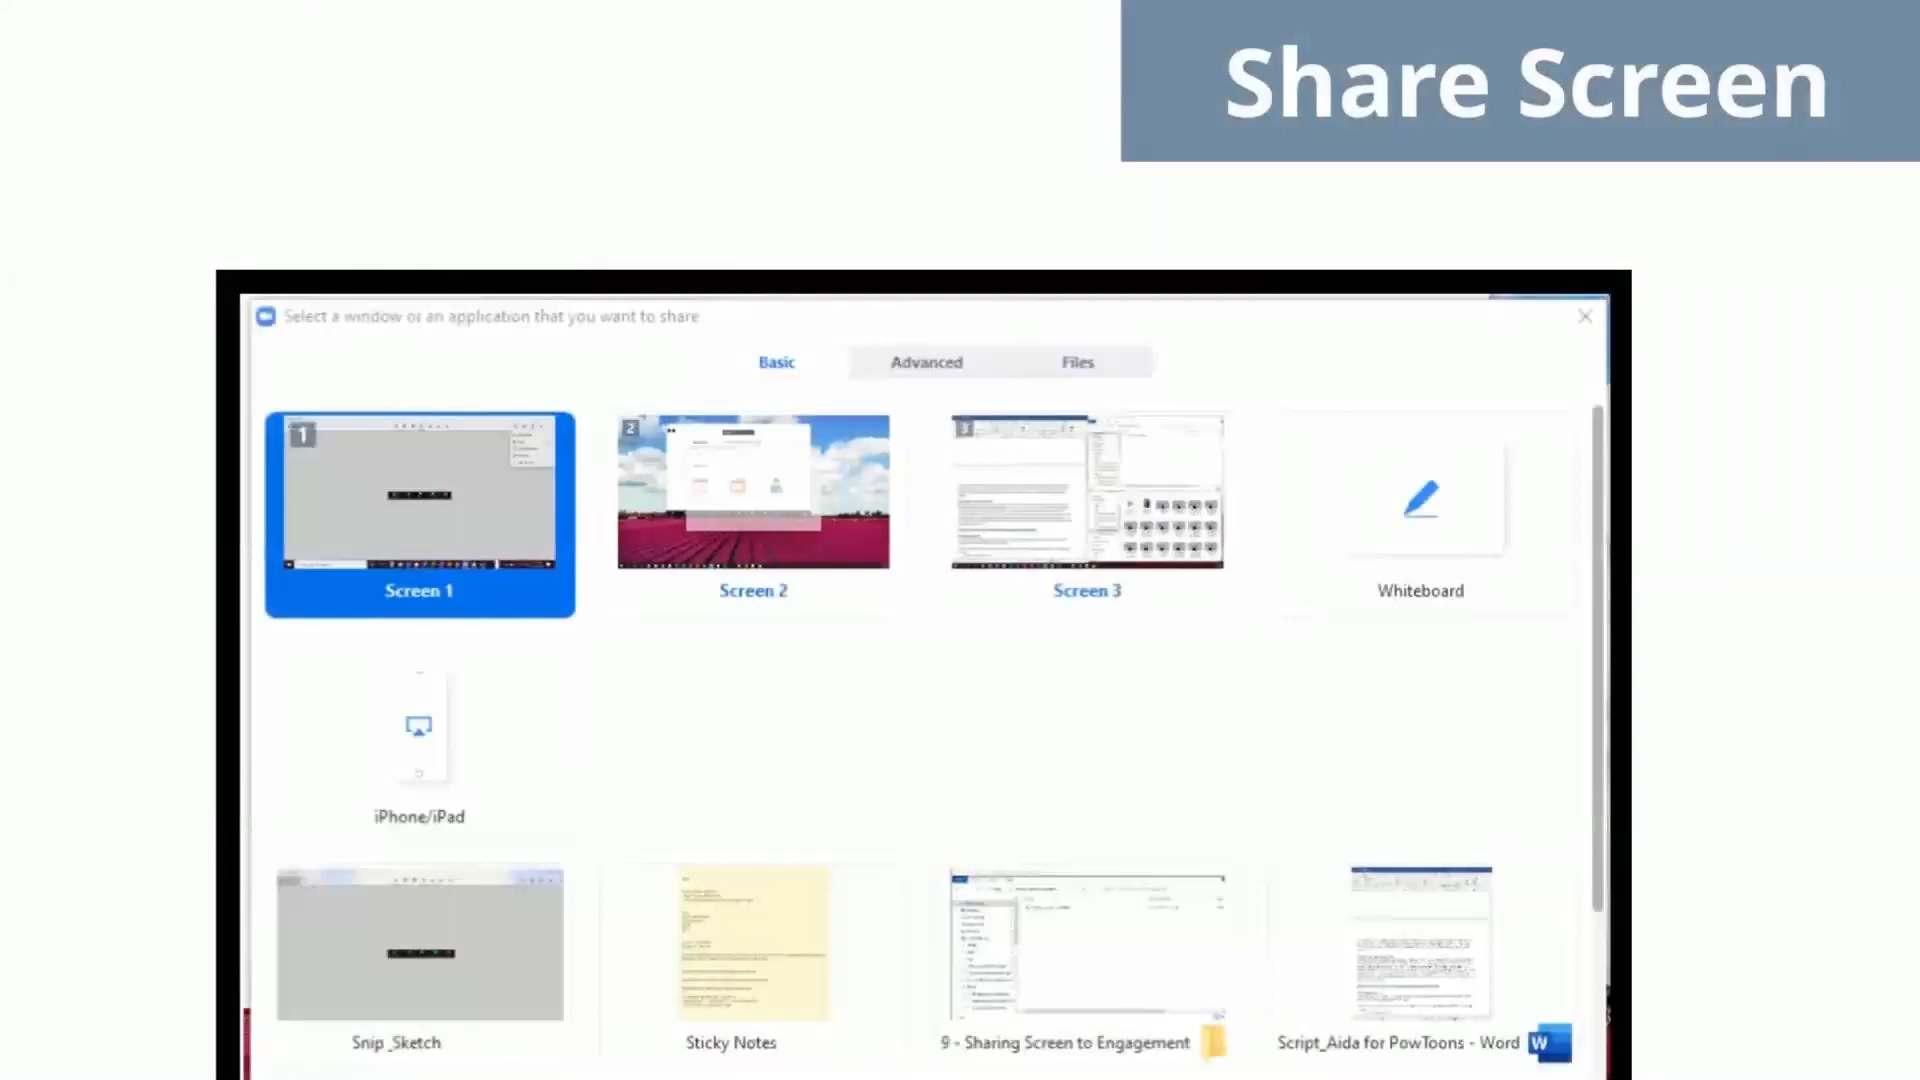 Share Screen
Select a window or an application that you want to share
Basic
Advanced
Files
1
2
3
Screen 1
Screen 2
Screen 3
Whiteboard
iPhone/iPad
Snip_Sketch
Sticky Notes
9 - Sharing Screen to Engagement
Script_Aida for PowToons - Word
W